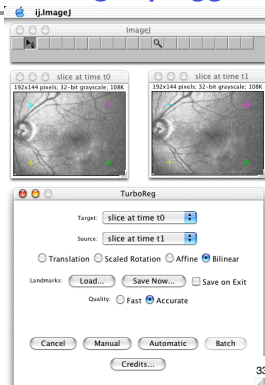 ij.ImageJ
ImageJ
slice at time t0
192x144 pixels; 32-bit grayscale; 108K
slice at time t1
192x144 pixels; 32-bit grayscale; 108K
TurboReg
Target: slice at time t0
Source: slice at time t1
Translation Scaled Rotation Affine Bilinear
Landmarks: Load... Save Now... Save on Exit
Quality: Fast Accurate
Cancel Manual Automatic Batch
Credits...
33